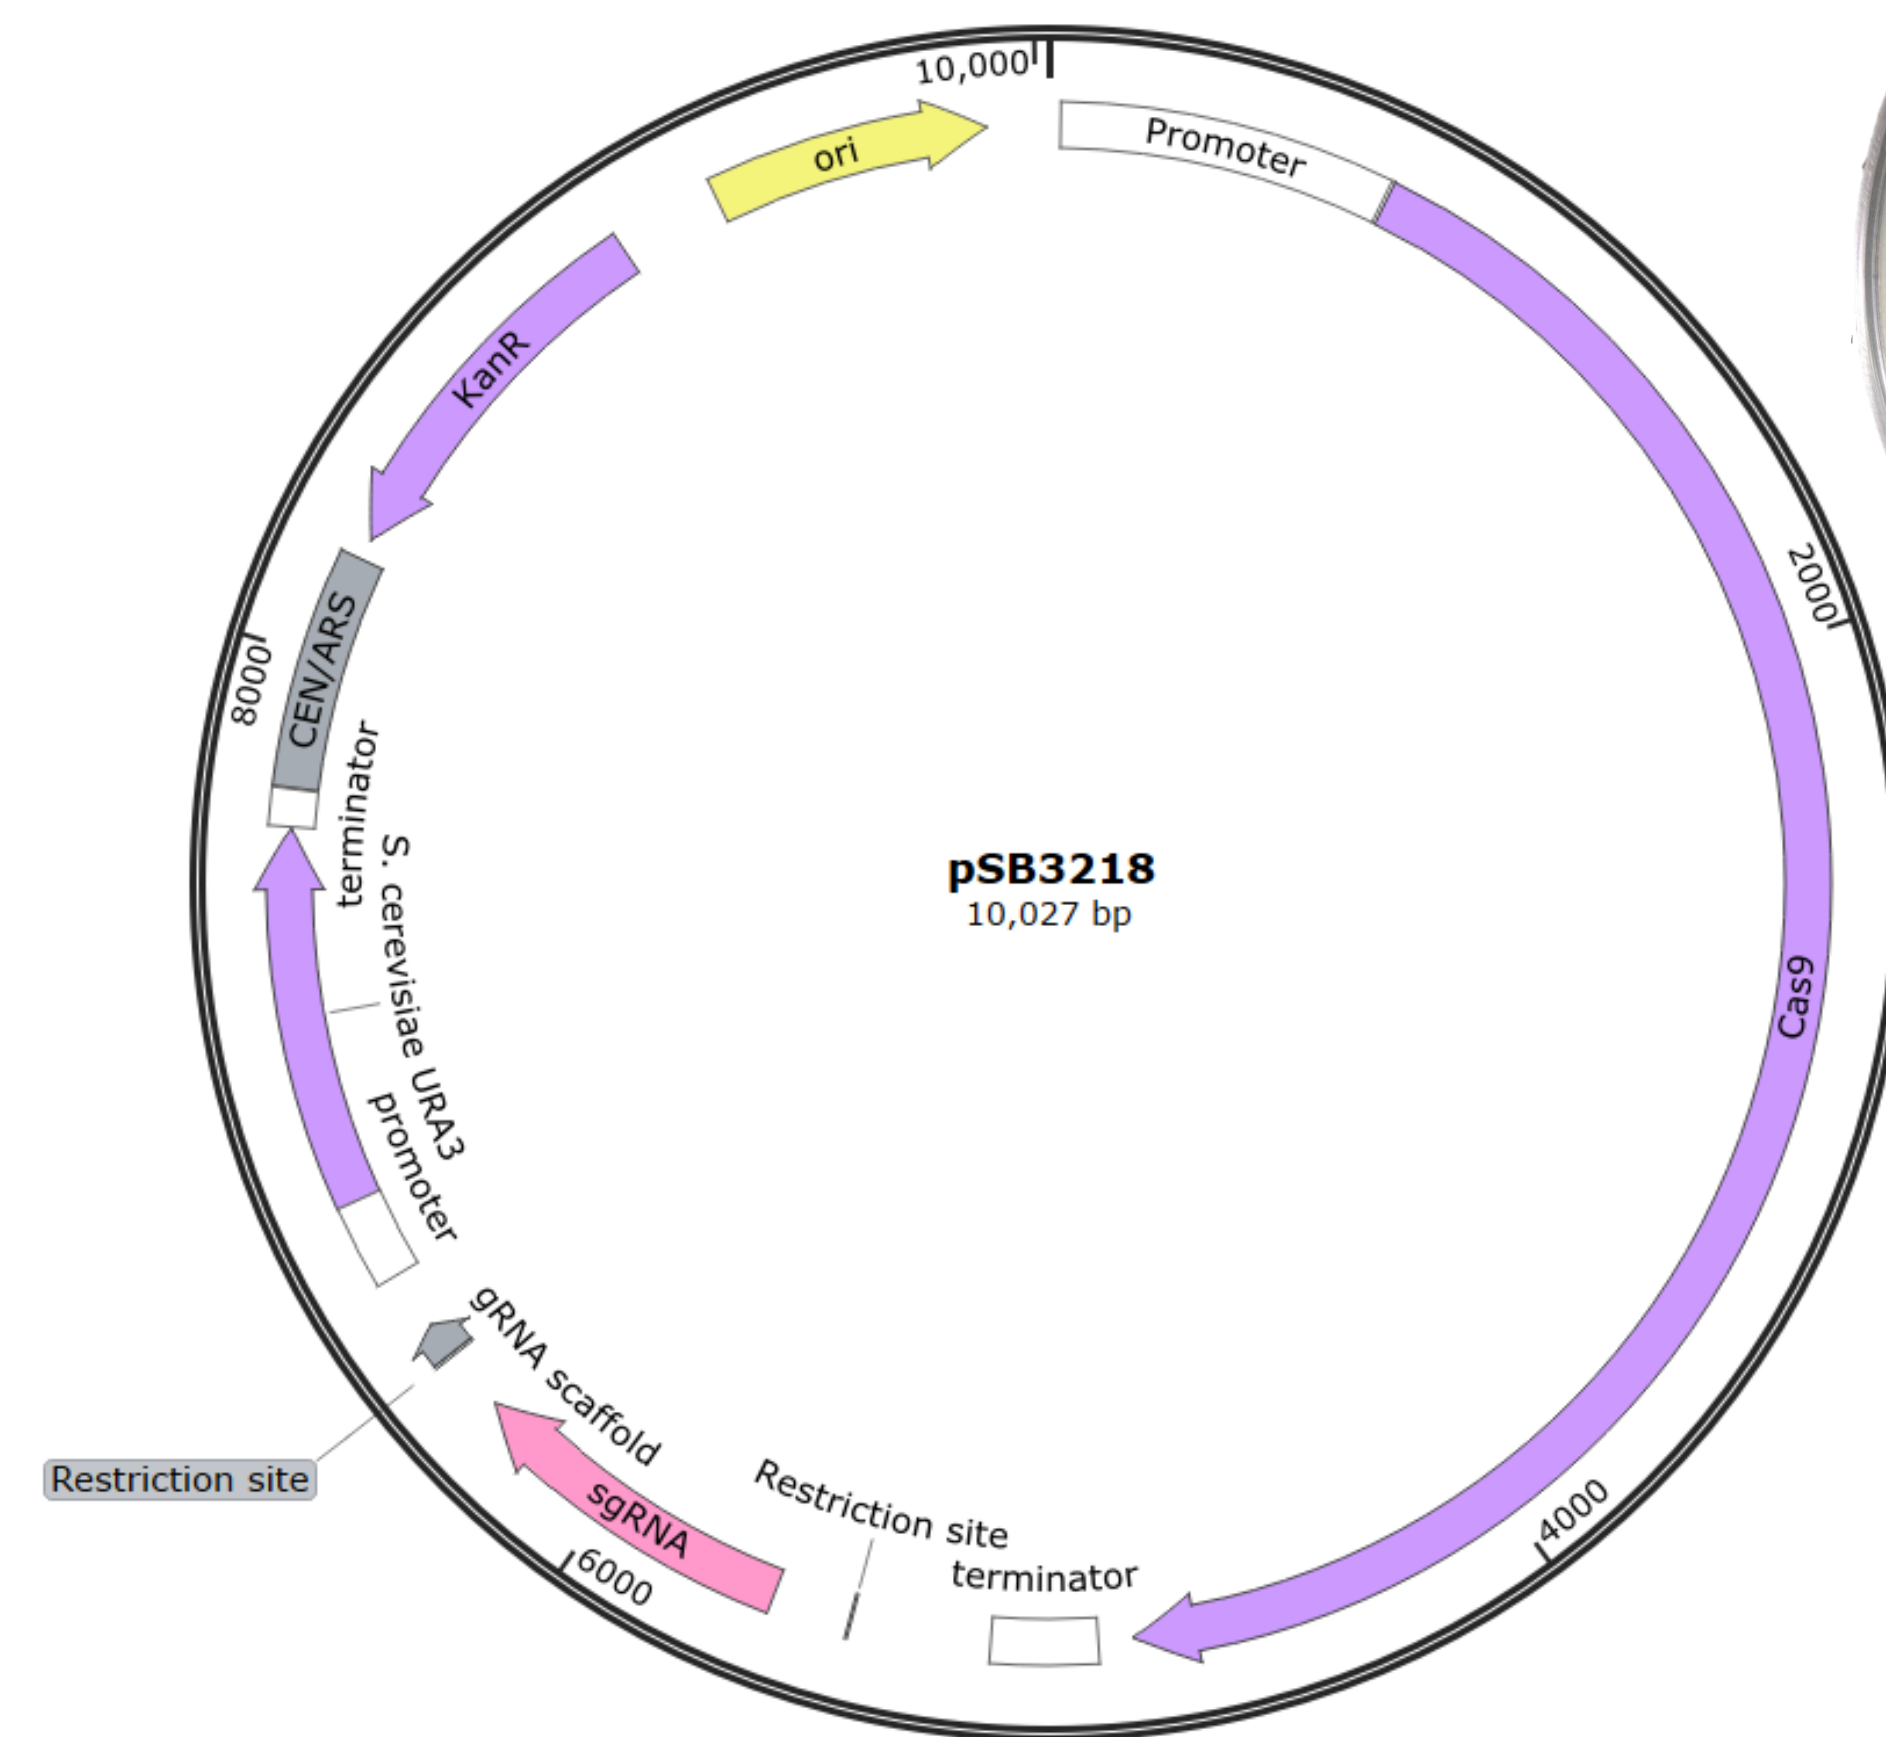 10,000
Promoter
ori
KanR
2000
CEN/ARS
8000
terminator
S. cerevisiae URA3
promoter
pSB3218
10,027 bp
Cas9
gRNA scaffold
Restriction site
sgRNA
Restriction site
terminator
6000
4000